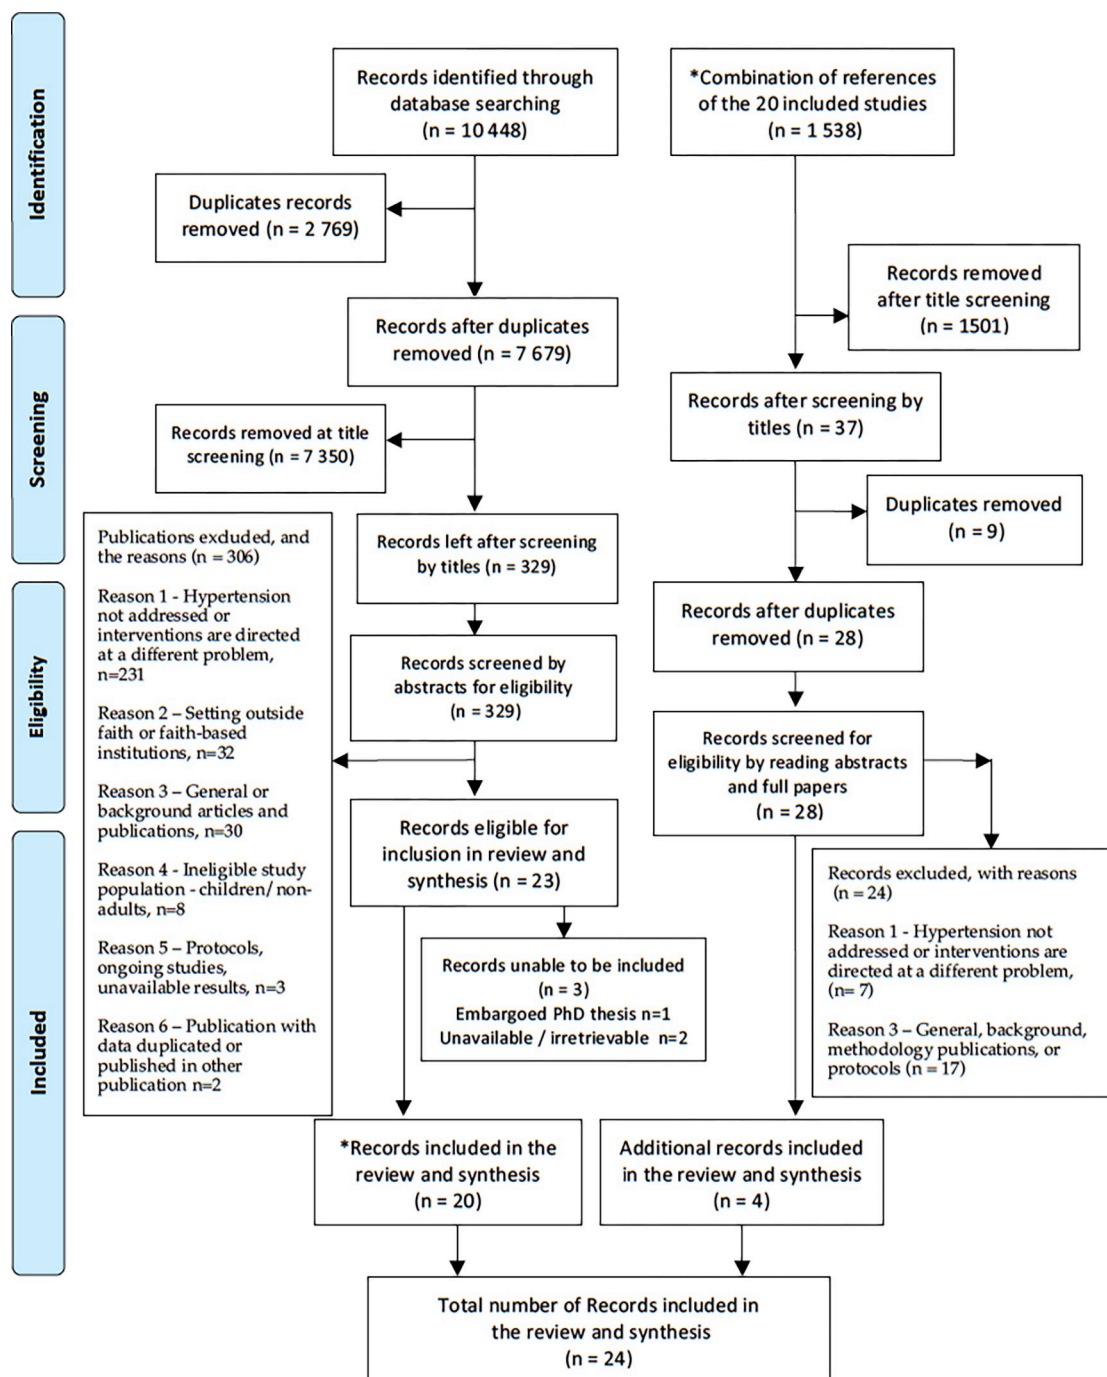 Identification
Records identified through
database searching
(n = 10 448)
*Combination of references
of the 20 included studies
(n = 1 538)
Duplicates records
removed (n = 2 769)
Records removed
after title screening
(n = 1501)
Records after duplicates
removed (n = 7 679)
Screening
Records after screening by
titles (n = 37)
Records removed at title
screening (n = 7 350)
Duplicates removed
(n = 9)
Records left after screening
by titles (n = 329)
Publications excluded, and
the reasons (n = 306)
Reason 1 - Hypertension
not addressed or
interventions are directed
at a different problem,
n=231
Reason 2 – Setting outside
faith or faith-based
institutions, n=32
Reason 3 – General or
background articles and
publications, n=30
Reason 4 - Ineligible study
population - children/ non-
adults, n=8
Reason 5 – Protocols,
ongoing studies,
unavailable results, n=3
Reason 6 – Publication with
data duplicated or
published in other
publication n=2
Eligibility
Records after duplicates
removed (n = 28)
Records screened by
abstracts for eligibility
(n = 329)
Records screened for
eligibility by reading abstracts
and full papers
(n = 28)
Records eligible for
inclusion in review and
synthesis (n = 23)
Included
Records excluded, with reasons
(n = 24)
Reason 1 - Hypertension not
addressed or interventions are
directed at a different problem,
(n= 7)
Reason 3 – General, background,
methodology publications, or
protocols (n = 17)
Records unable to be included
(n = 3)
Embargoed PhD thesis n=1
Unavailable / irretrievable n=2
*Records included in the
review and synthesis
(n = 20)
Additional records included
in the review and synthesis
(n = 4)
Total number of Records included in
the review and synthesis
(n = 24)